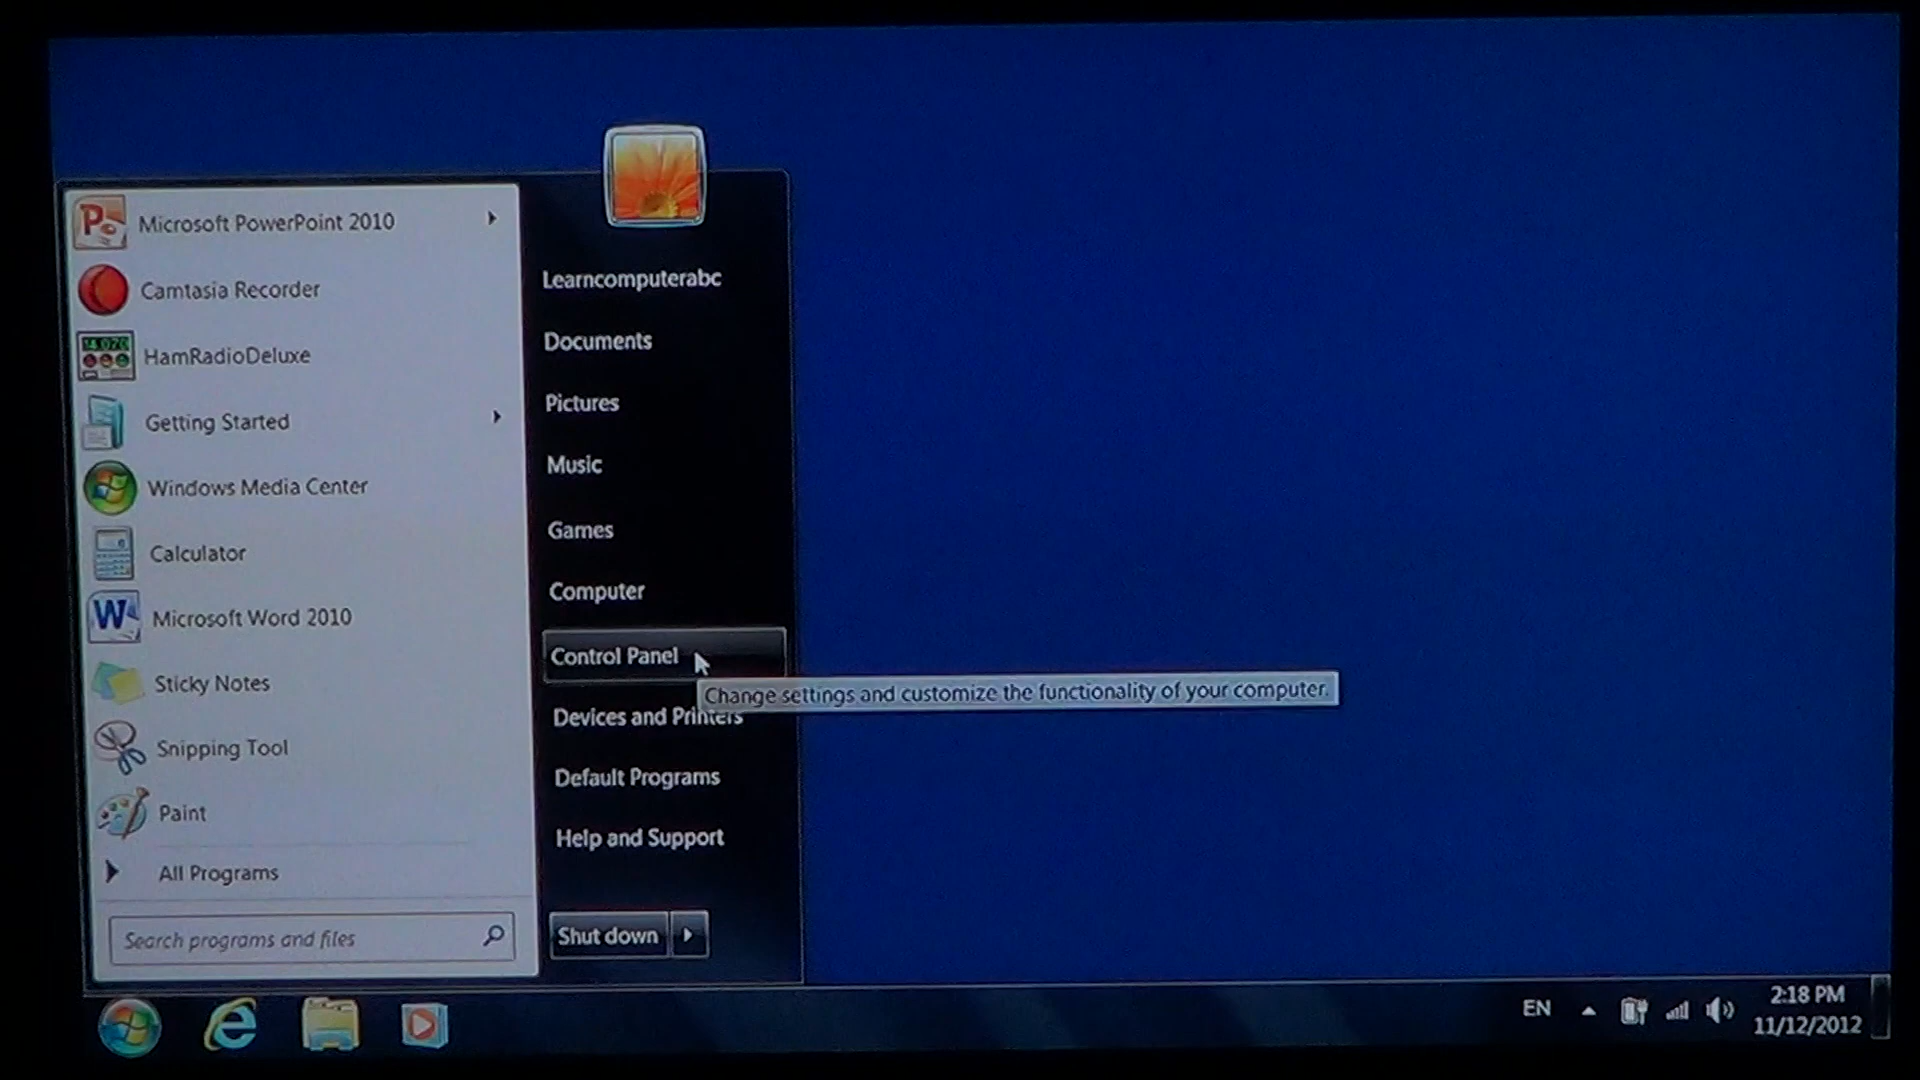 Microsoft PowerPoint 2010
Camtasia Recorder
HamRadioDeluxe
Getting Started
Windows Media Center
Calculator
Microsoft Word 2010
Sticky Notes
Snipping Tool
Paint
All Programs
Search programs and files
Learncomputerabc
Documents
Pictures
Music
Games
Computer
Control Panel
Change settings and customize the functionality of your computer.
Devices and Printers
Default Programs
Help and Support
Shut down
EN
2:18 PM
11/12/2012